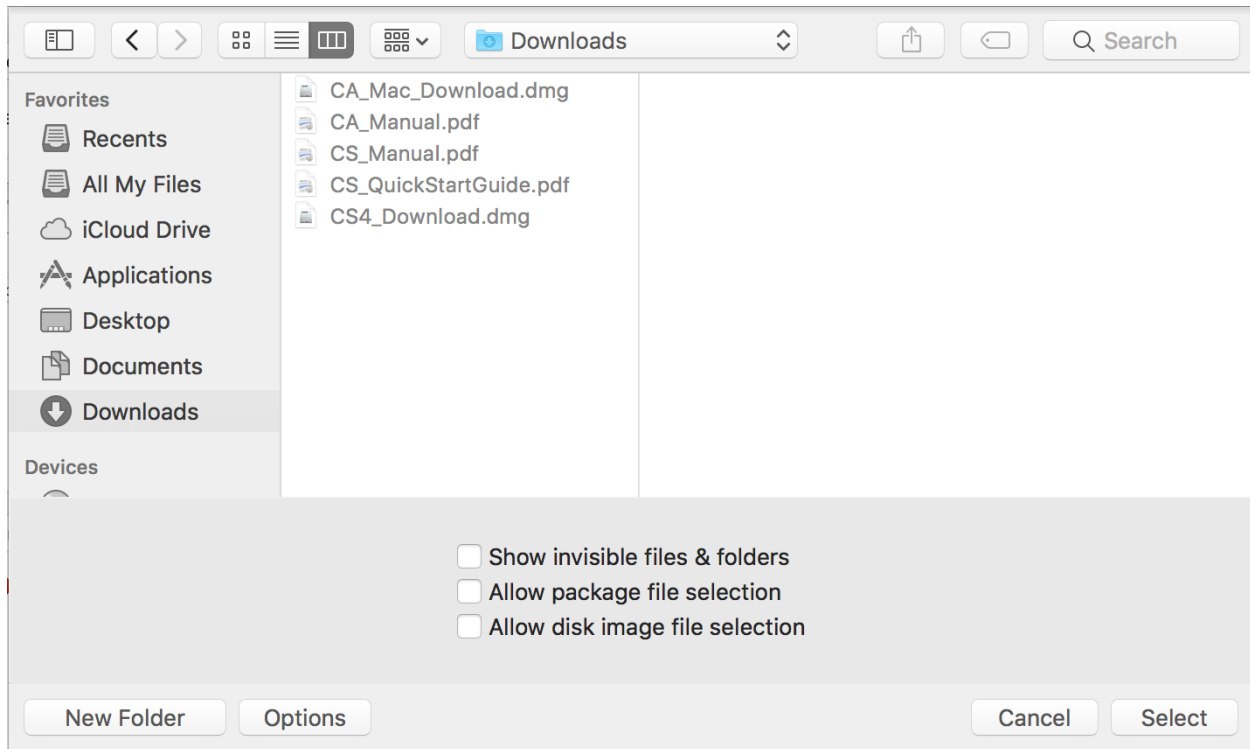 Downloads
Search
Favorites
Recents
All My Files
iCloud Drive
Applications
Desktop
Documents
Downloads
Devices
CA_Mac_Download.dmg
CA_Manual.pdf
CS_Manual.pdf
CS_QuickStartGuide.pdf
CS4_Download.dmg
Show invisible files & folders
Allow package file selection
Allow disk image file selection
New Folder
Options
Cancel
Select